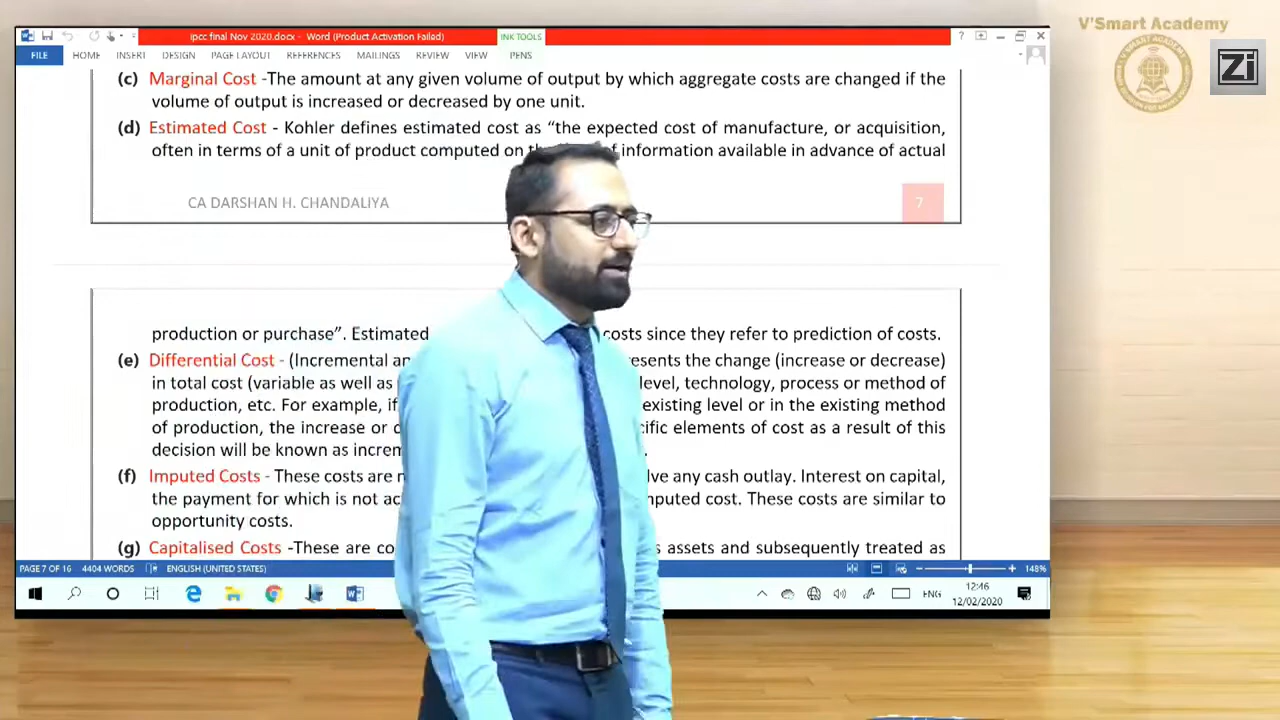 V'Smart Academy
Zi
ipcc final Nov 2020.docx - Word (Product Activation Failed)
INK TOOLS
FILE HOME INSERT DESIGN PAGE LAYOUT REFERENCES MAILINGS REVIEW VIEW PENS
(c) Marginal Cost -The amount at any given volume of output by which aggregate costs are changed if the
volume of output is increased or decreased by one unit.
(d) Estimated Cost - Kohler defines estimated cost as “the expected cost of manufacture, or acquisition,
often in terms of a unit of product computed on information available in advance of actual
CA DARSHAN H. CHANDALIYA 7
production or purchase”. Estimated costs since they refer to prediction of costs.
(e) Differential Cost - (Incremental the change (increase or decrease)
in total cost (variable as well as level, technology, process or method of
production, etc. For example, if existing level or in the existing method
of production, the increase or elements of cost as a result of this
decision will be known as
(f) Imputed Costs - These costs are any cash outlay. Interest on capital,
the payment for which is not cost. These costs are similar to
opportunity costs.
(g) Capitalised Costs -These are assets and subsequently treated as
PAGE 7 OF 16 4404 WORDS ENGLISH (UNITED STATES) 148%
ENG
12:46
12/02/2020